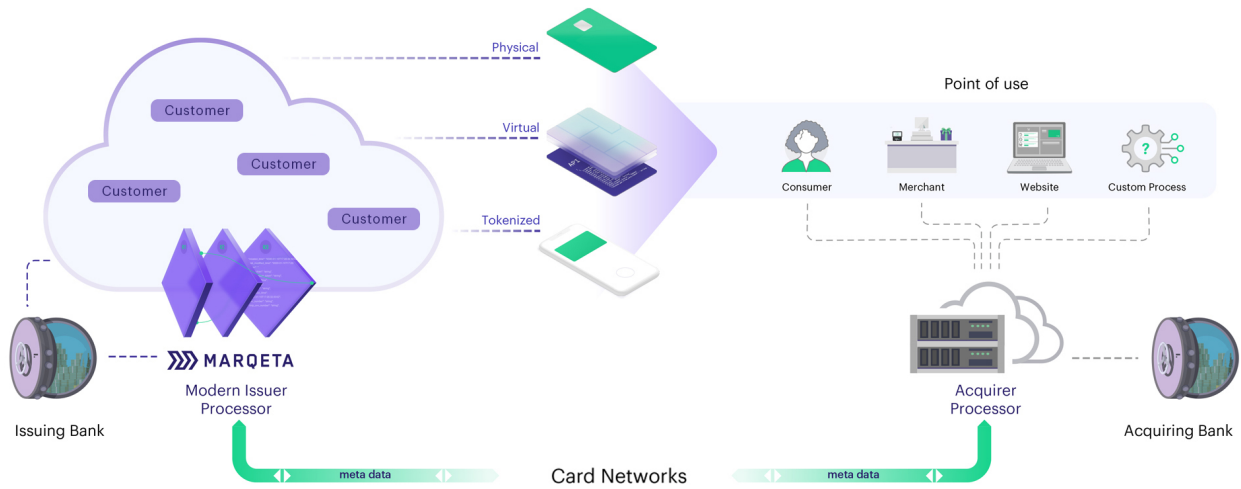 Physical
Virtual
Tokenized
Customer
Customer
Customer
Customer
Point of use
Consumer
Merchant
Website
Custom Process
?
MARQETA
Modern Issuer
Processor
Issuing Bank
Acquirer
Processor
Acquiring Bank
meta data
Card Networks
meta data